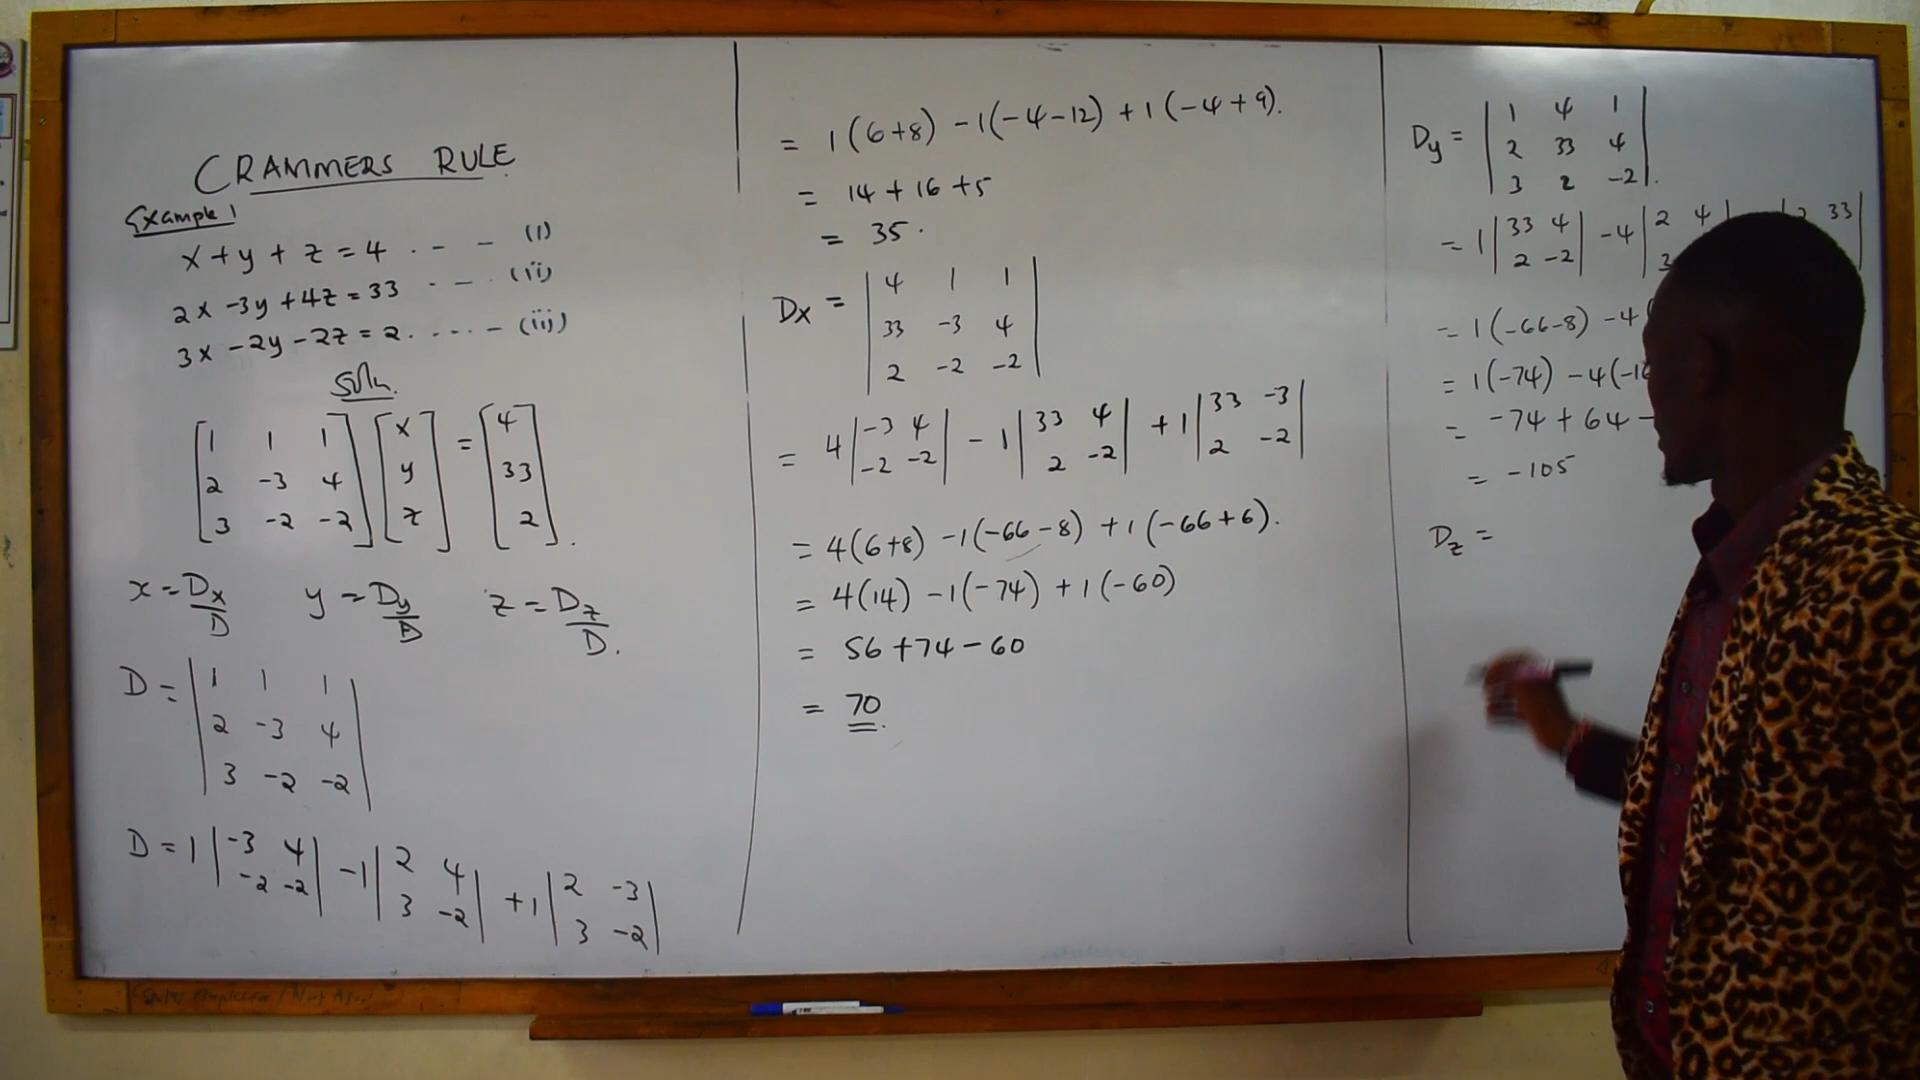 CRAMMERS RULE
Example 1
x + y + z = 4 . - - (i)
2x -3y +4z = 33 - - . (ii)
3x -2y -2z = 2 . - - - - (iii)
Soln.
[1 1 1] [x] = [4]
[2 -3 4] [y] [33]
[3 -2 -2] [z] [2].
x = Dx/D y = Dy/D z = Dz/D.
D = |1 1 1|
|2 -3 4|
|3 -2 -2|
D = 1 |-3 4| -1 |2 4| +1 |2 -3|
|-2 -2| |3 -2| |3 -2|
= 1(6+8) -1(-4-12) +1(-4+9).
= 14 + 16 +5
= 35.
Dx = |4 1 1|
|33 -3 4|
|2 -2 -2|
= 4 |-3 4| - 1 |33 4| +1 |33 -3|
|-2 -2| |2 -2| |2 -2|
= 4(6+8) -1(-66-8) +1(-66+6).
= 4(14) -1(-74) +1(-60)
= 56 +74 - 60
= 70.
Dy = |1 4 1|
|2 33 4|
|3 2 -2|.
= 1 |33 4| -4 |2 4 33|
|2 -2| |3
= 1(-66-8) -4(
= 1(-74) -4(-1
= -74 + 64 -
= -105
Dz =